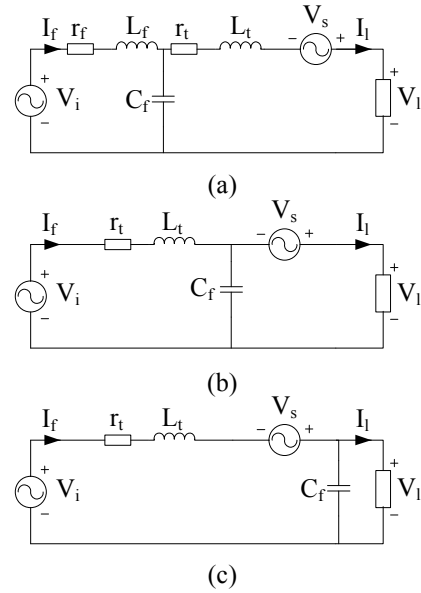 V_s
I_f r_f L_f r_t L_t − + I_l
+ V_i − C_f + V_l −
(a)
V_s
I_f r_t L_t − + I_l
+ V_i − C_f + V_l −
(b)
V_s
I_f r_t L_t − + I_l
+ V_i − C_f + V_l −
(c)